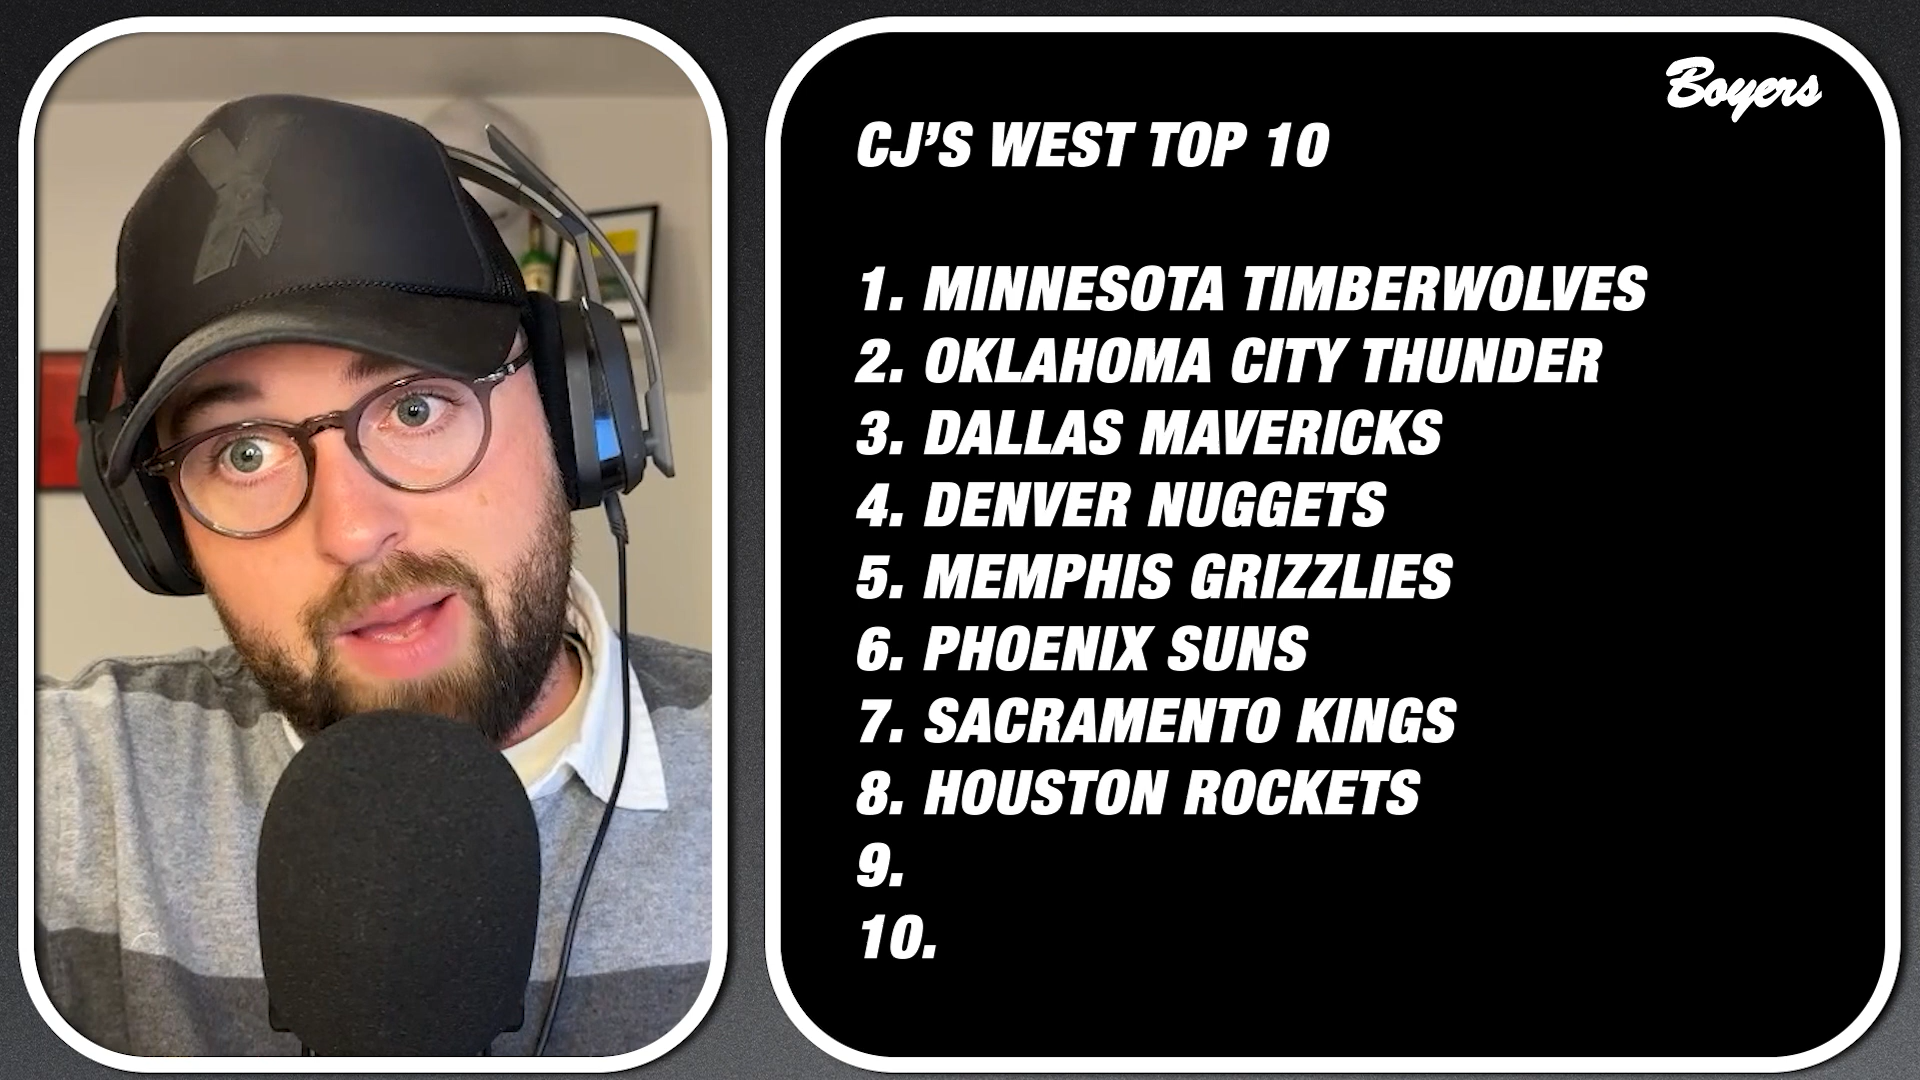 Boyers
CJ'S WEST TOP 10
1. MINNESOTA TIMBERWOLVES
2. OKLAHOMA CITY THUNDER
3. DALLAS MAVERICKS
4. DENVER NUGGETS
5. MEMPHIS GRIZZLIES
6. PHOENIX SUNS
7. SACRAMENTO KINGS
8. HOUSTON ROCKETS
9.
10.